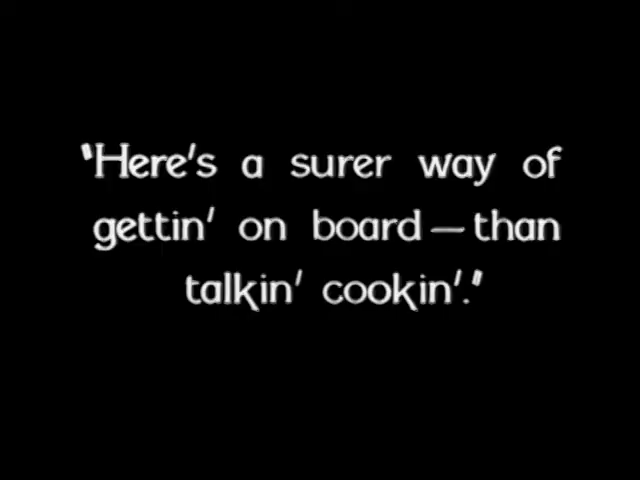 "Here's a surer way of
gettin' on board — than
talkin' cookin'."